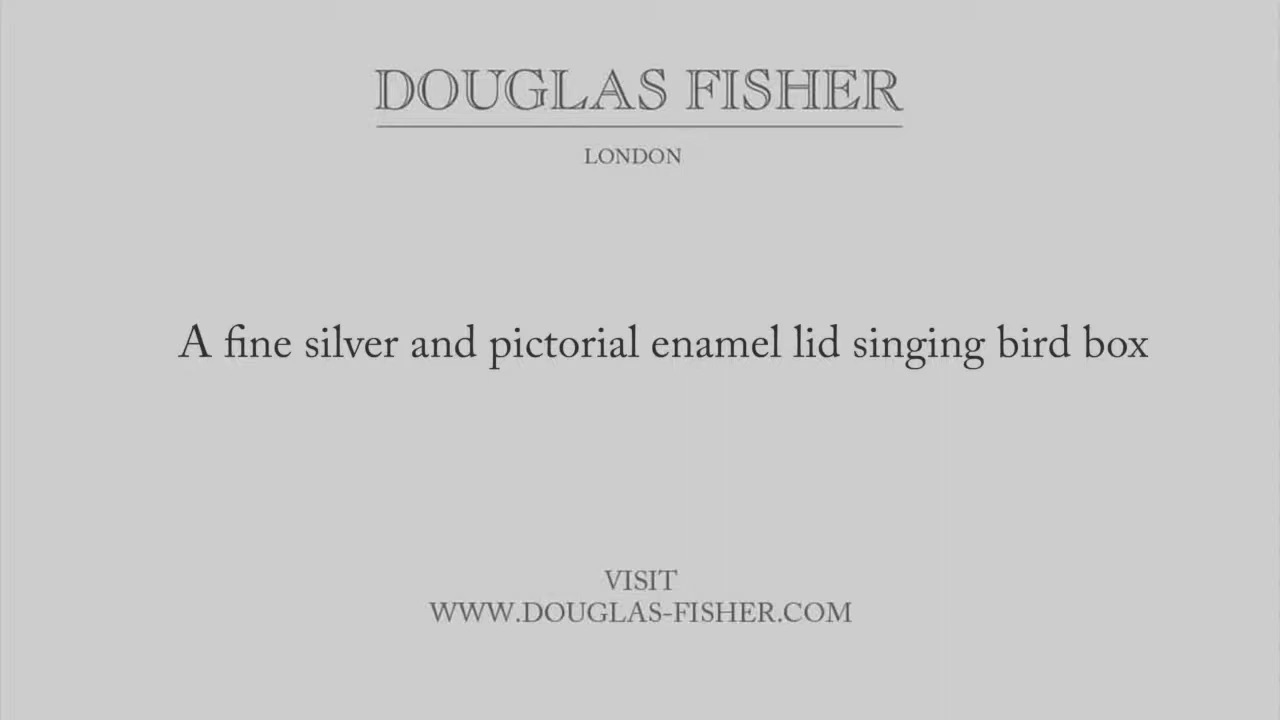 DOUGLAS FISHER
LONDON
A fine silver and pictorial enamel lid singing bird box
VISIT
WWW.DOUGLAS-FISHER.COM